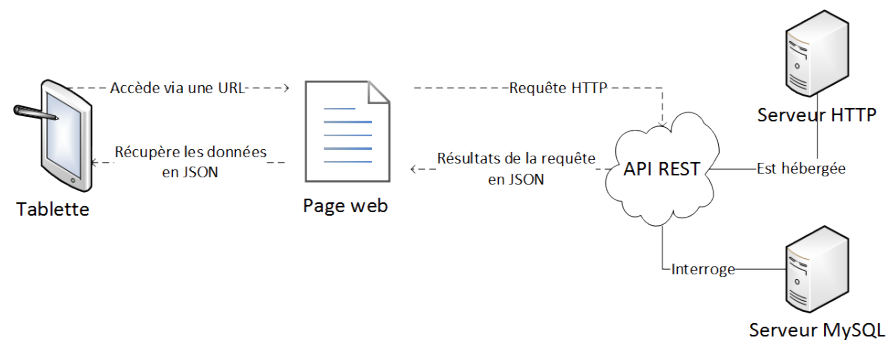 Accède via une URL
Requête HTTP
Serveur HTTP
Récupère les données
en JSON
Résultats de la requête
en JSON
API REST
Est hébergée
Tablette
Page web
Interroge
Serveur MySQL